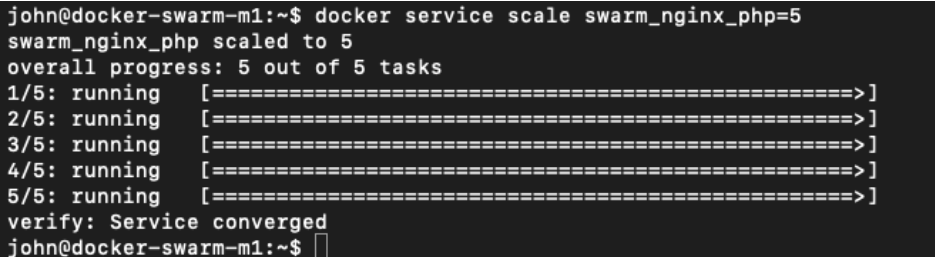 john@docker-swarm-m1:~$ docker service scale swarm_nginx_php=5
swarm_nginx_php scaled to 5
overall progress: 5 out of 5 tasks
1/5: running   [==================================================>]
2/5: running   [==================================================>]
3/5: running   [==================================================>]
4/5: running   [==================================================>]
5/5: running   [==================================================>]
verify: Service converged
john@docker-swarm-m1:~$